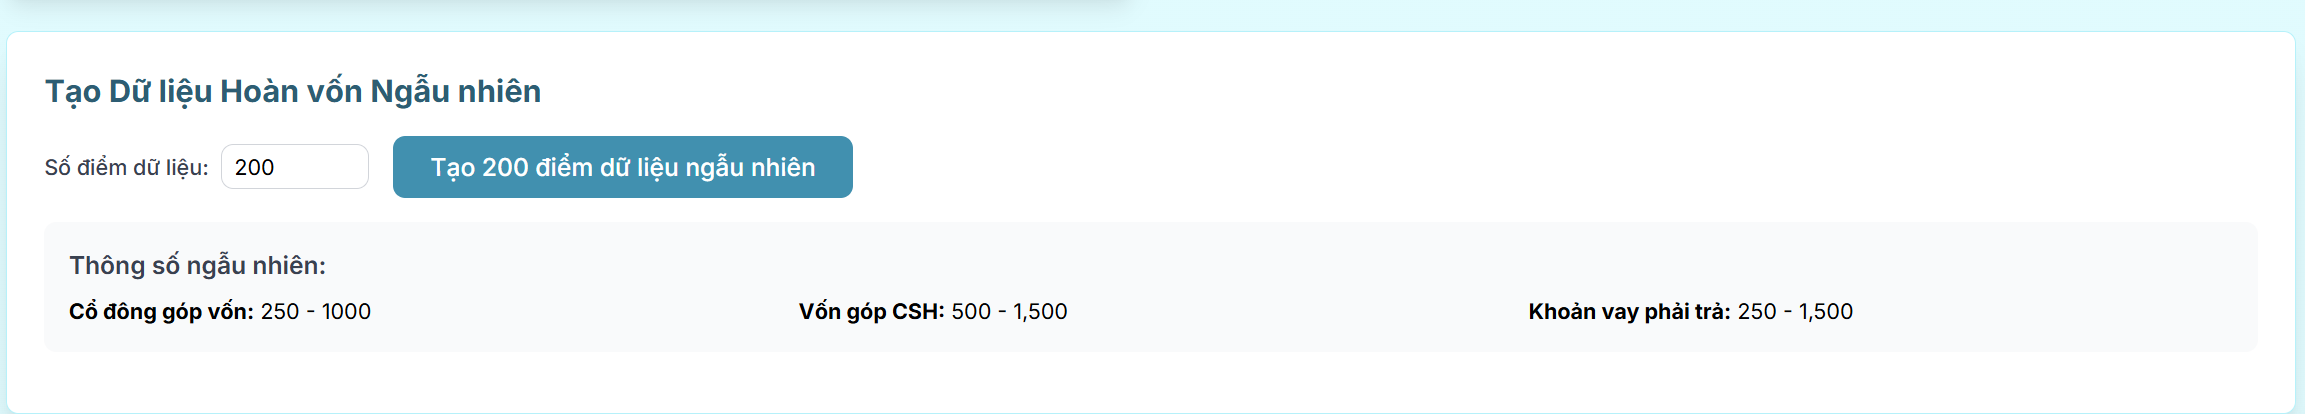 Tạo Dữ liệu Hoàn vốn Ngẫu nhiên
Số điểm dữ liệu: 200 Tạo 200 điểm dữ liệu ngẫu nhiên
Thông số ngẫu nhiên:
Cổ đông góp vốn: 250 - 1000 Vốn góp CSH: 500 - 1,500 Khoản vay phải trả: 250 - 1,500